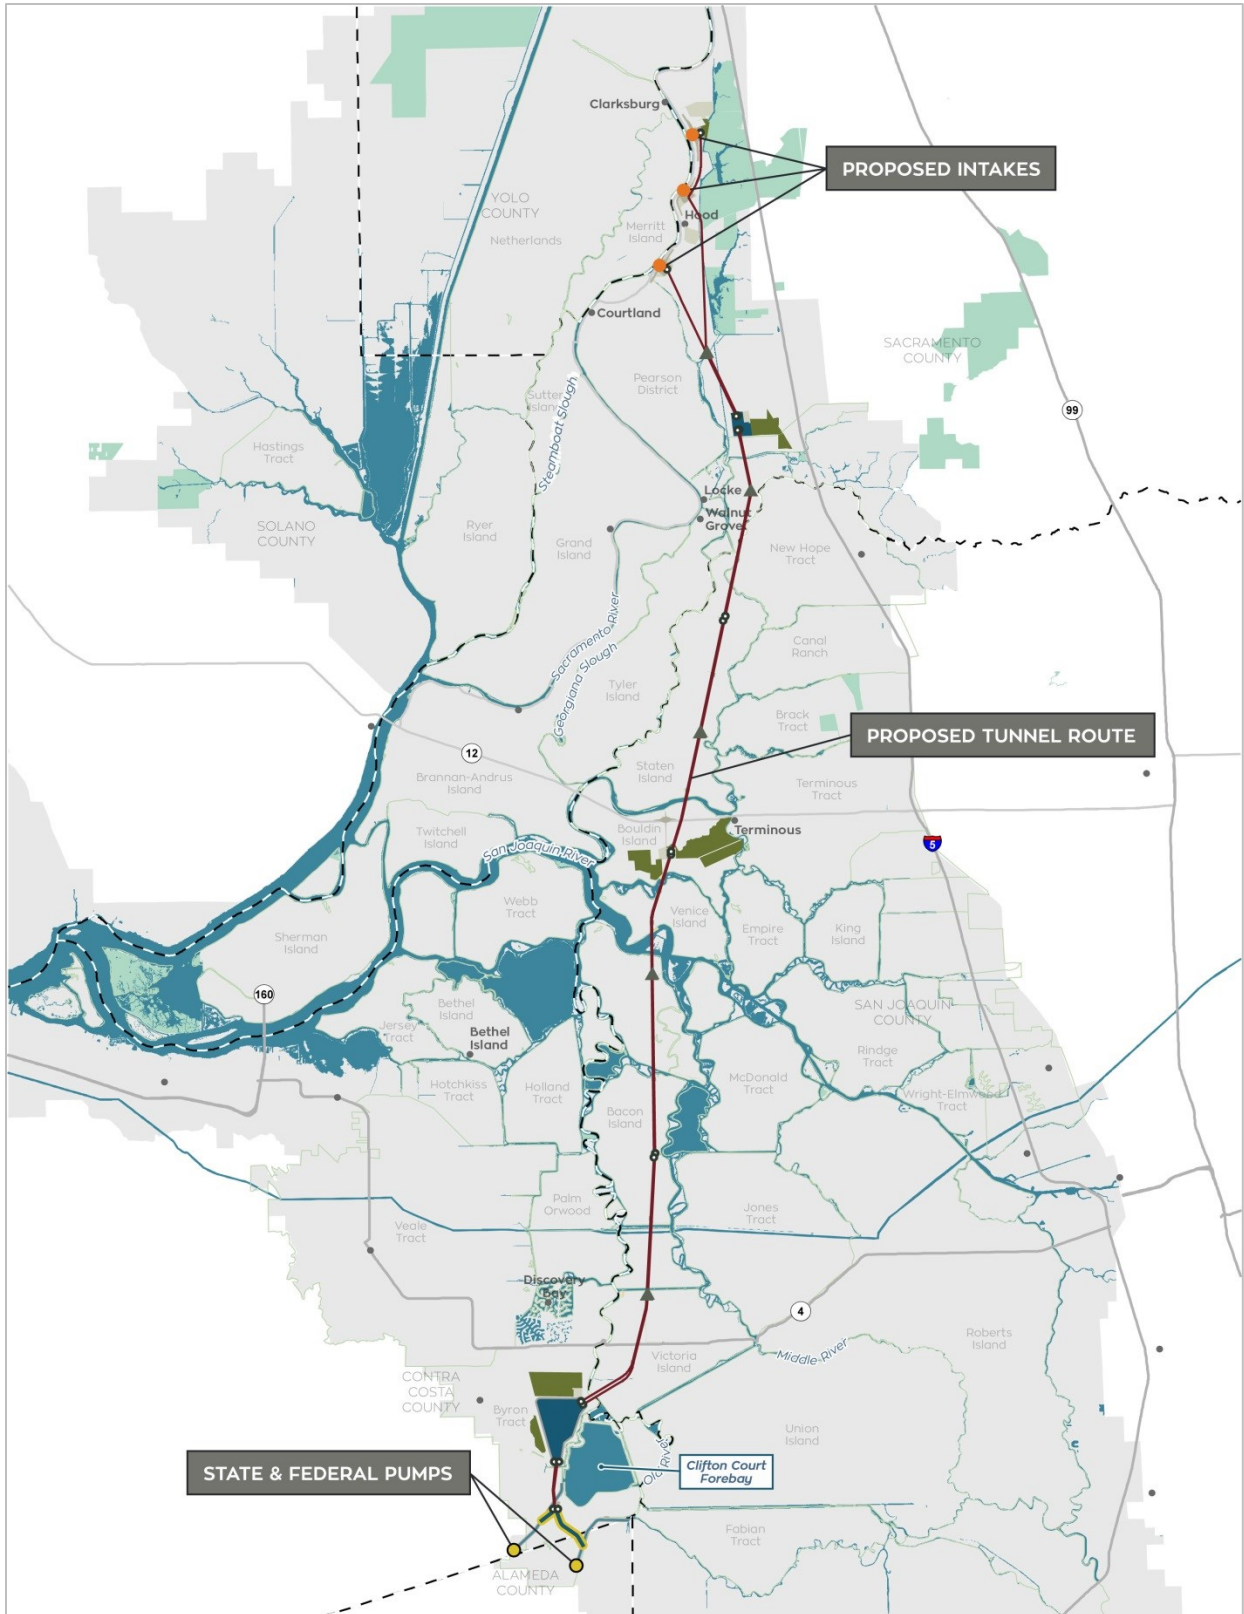 Clarksburg
PROPOSED INTAKES
YOLO
COUNTY
Netherlands
Merritt
Island
Hood
Courtland
SACRAMENTO
COUNTY
Pearson
District
Sutter
Island
Steamboat Slough
99
Hastings
Tract
Locke
Walnut
Grove
SOLANO
COUNTY
Ryer
Island
Grand
Island
New Hope
Tract
Sacramento River
Georgiana Slough
Canal
Ranch
Tyler
Island
Brack
Tract
PROPOSED TUNNEL ROUTE
12
Brannan-Andrus
Island
Staten
Island
Terminous
Tract
Twitchell
Island
Bouldin
Island
Terminous
5
San Joaquin River
Webb
Tract
Venice
Island
Empire
Tract
King
Island
Sherman
Island
160
Bethel
Island
SAN JOAQUIN
COUNTY
Jersey
Tract
Bethel
Island
Rindge
Tract
Hotchkiss
Tract
Holland
Tract
McDonald
Tract
Wright-Elmwood
Tract
Bacon
Island
Palm
Orwood
Jones
Tract
Veale
Tract
Discovery
Bay
4
Roberts
Island
Middle River
Victoria
Island
CONTRA
COSTA
COUNTY
Byron
Tract
Union
Island
Old River
Clifton Court
Forebay
STATE & FEDERAL PUMPS
Fabian
Tract
ALAMEDA
COUNTY